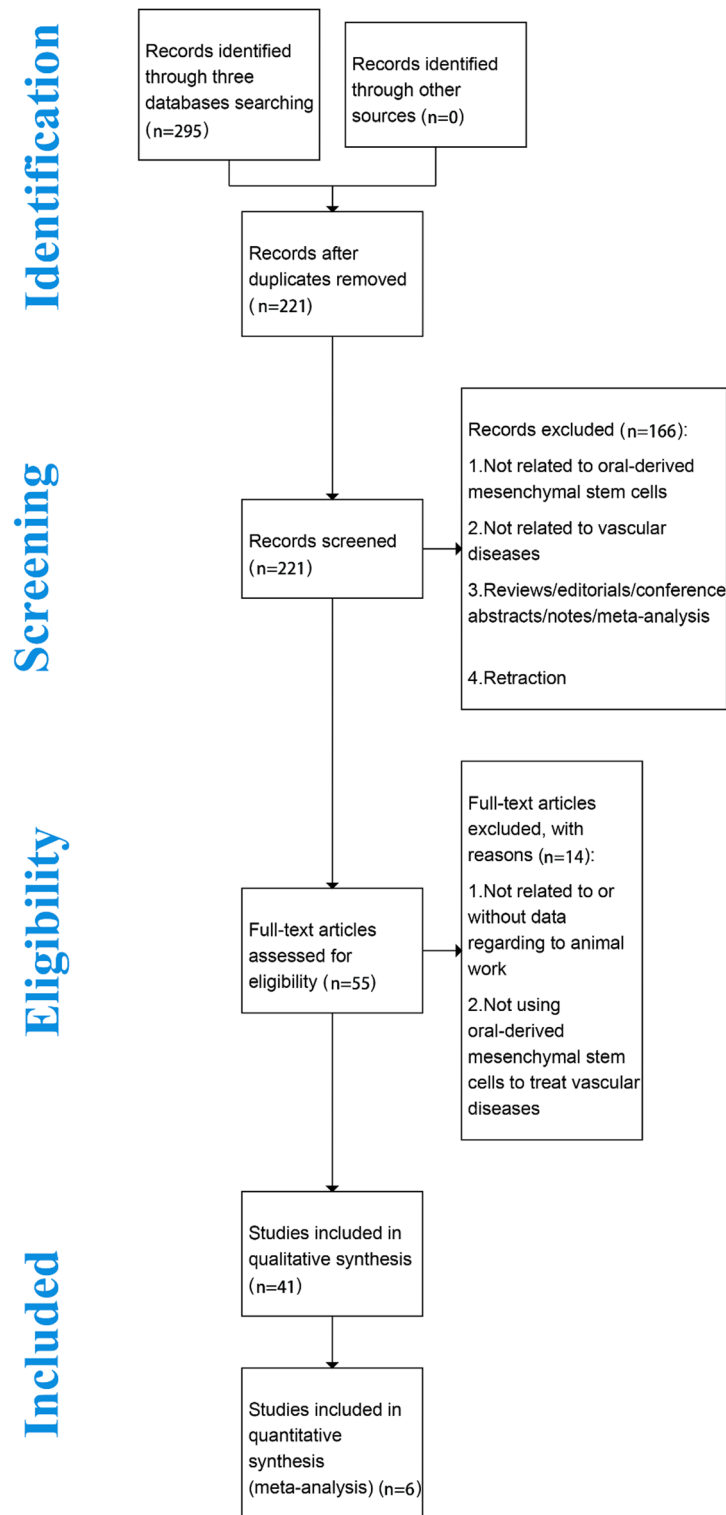 Identification
Records identified
through three
databases searching
(n=295)
Records identified
through other
sources (n=0)
Records after
duplicates removed
(n=221)
Screening
Records screened
(n=221)
Records excluded (n=166):
1.Not related to oral-derived
mesenchymal stem cells
2.Not related to vascular
diseases
3.Reviews/editorials/conference
abstracts/notes/meta-analysis
4.Retraction
Eligibility
Full-text articles
assessed for
eligibility (n=55)
Full-text articles
excluded, with
reasons (n=14):
1.Not related to or
without data
regarding to animal
work
2.Not using
oral-derived
mesenchymal stem
cells to treat vascular
diseases
Included
Studies included in
qualitative synthesis
(n=41)
Studies included in
quantitative
synthesis
(meta-analysis) (n=6)